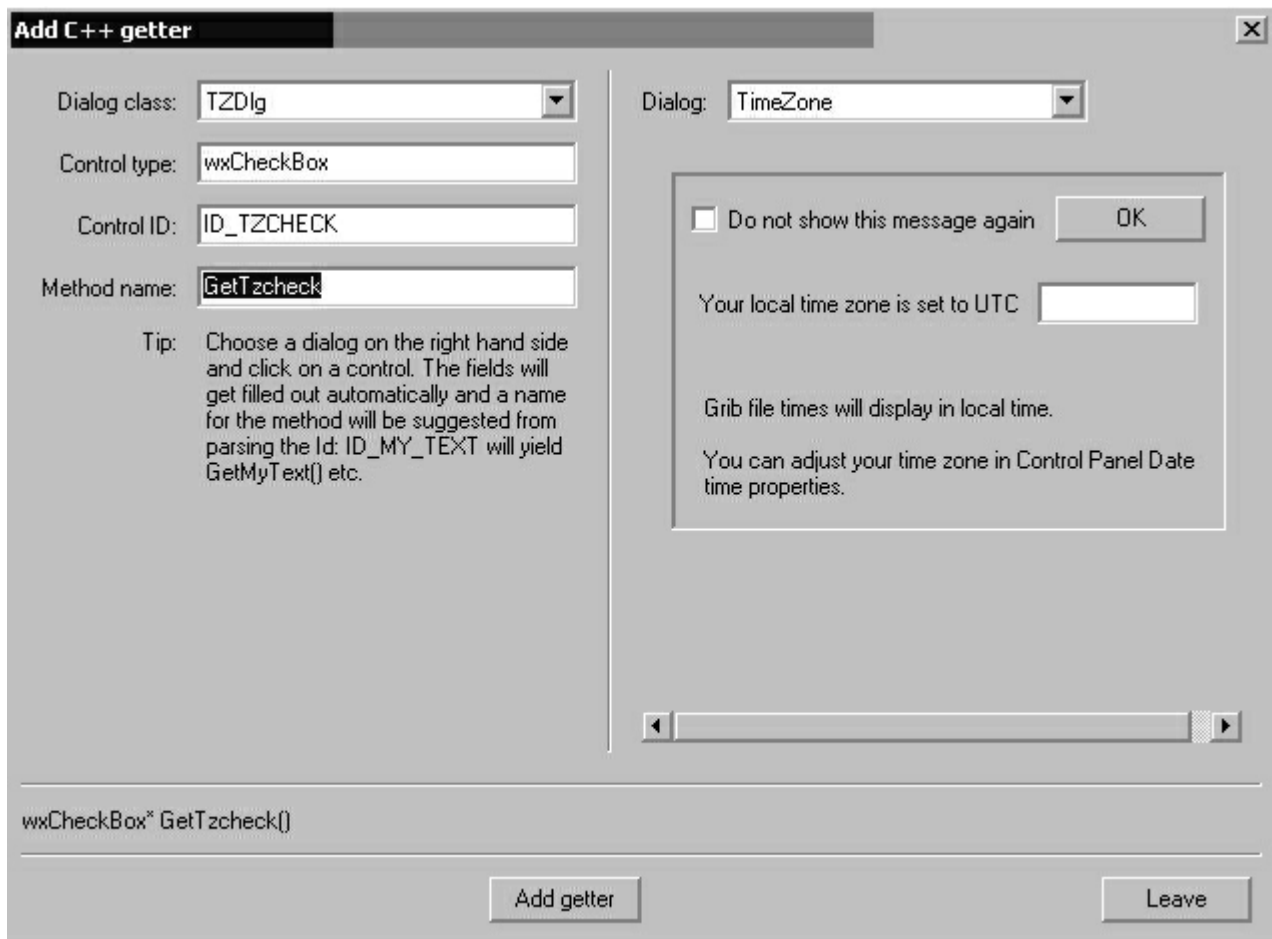 Add C++ getter
Dialog class: TZDlg
Control type: wxCheckBox
Control ID: ID_TZCHECK
Method name: GetTzcheck
Tip: Choose a dialog on the right hand side
and click on a control. The fields will
get filled out automatically and a name
for the method will be suggested from
parsing the Id: ID_MY_TEXT will yield
GetMyText() etc.
Dialog: TimeZone
Do not show this message again OK
Your local time zone is set to UTC
Grib file times will display in local time.
You can adjust your time zone in Control Panel Date
time properties.
wxCheckBox* GetTzcheck()
Add getter Leave